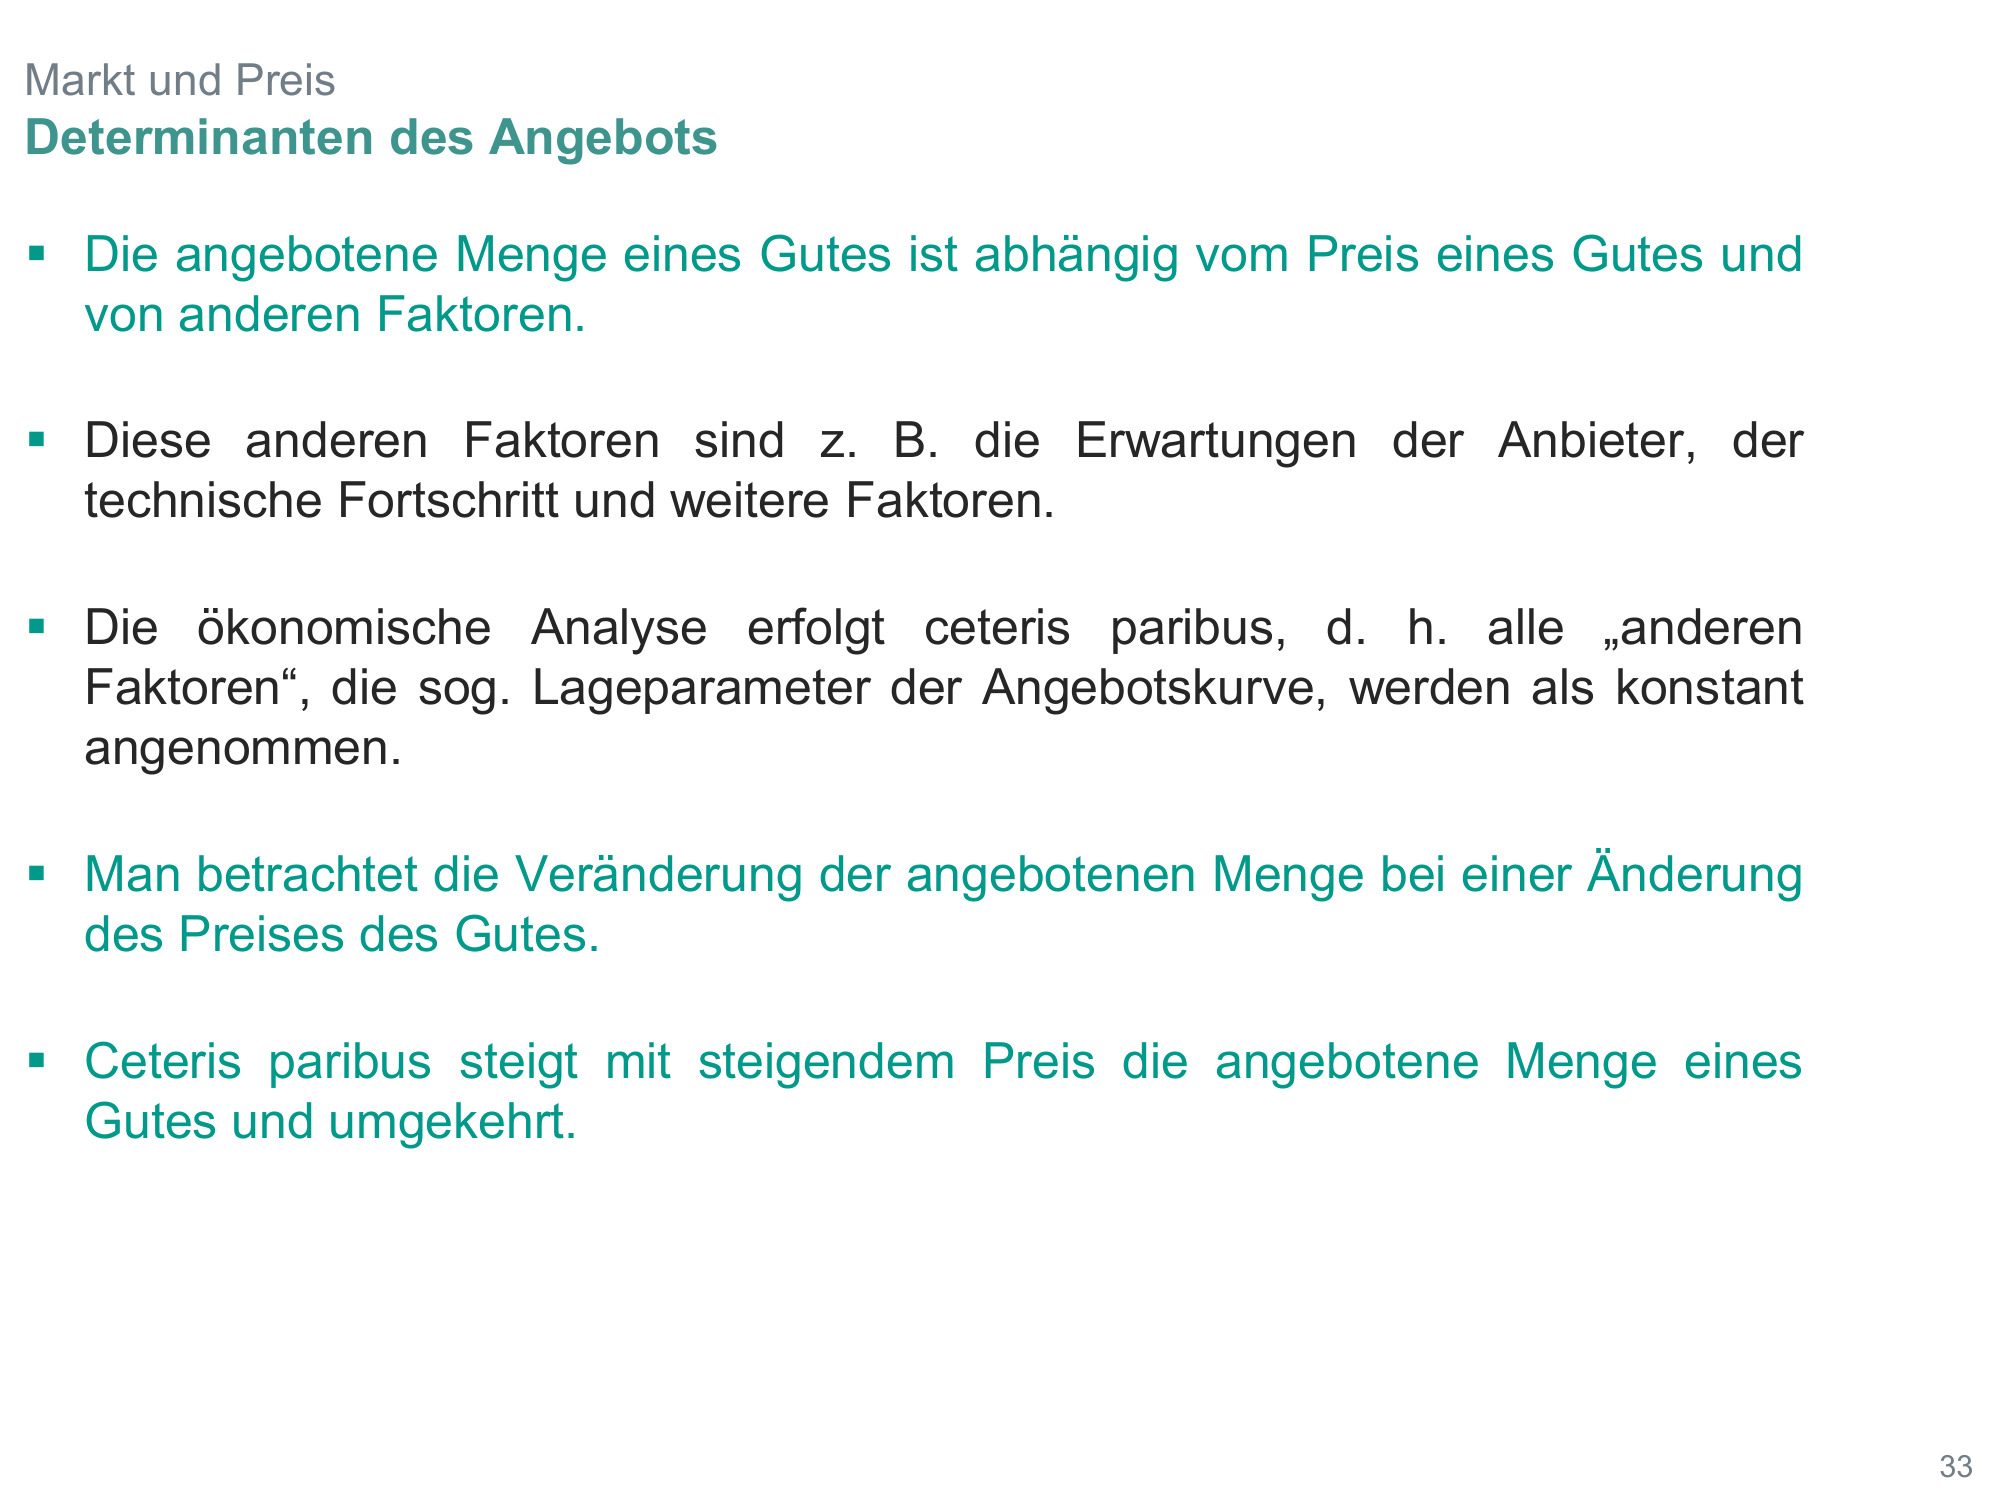 Markt und Preis
Determinanten des Angebots
▪ Die angebotene Menge eines Gutes ist abhängig vom Preis eines Gutes und
von anderen Faktoren.
▪ Diese anderen Faktoren sind z. B. die Erwartungen der Anbieter, der
technische Fortschritt und weitere Faktoren.
▪ Die ökonomische Analyse erfolgt ceteris paribus, d. h. alle „anderen
Faktoren“, die sog. Lageparameter der Angebotskurve, werden als konstant
angenommen.
▪ Man betrachtet die Veränderung der angebotenen Menge bei einer Änderung
des Preises des Gutes.
▪ Ceteris paribus steigt mit steigendem Preis die angebotene Menge eines
Gutes und umgekehrt.
33